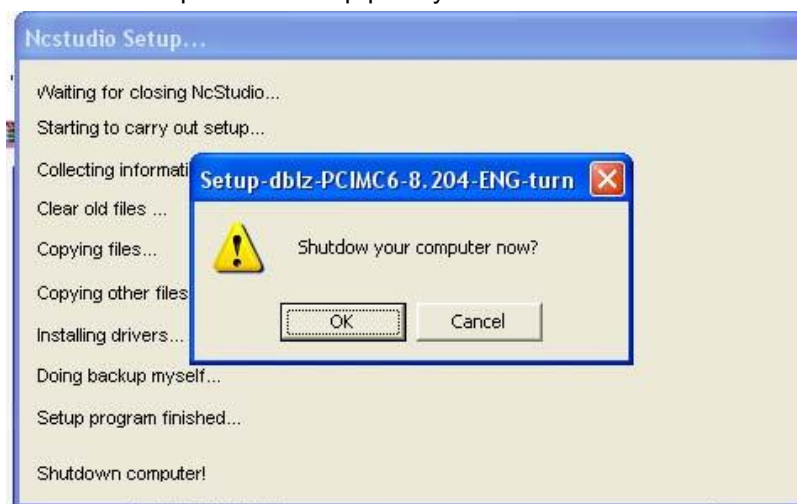 Ncstudio Setup...
Waiting for closing NcStudio...
Starting to carry out setup...
Collecting informati
Setup-dblz-PCIMC6-8.204-ENG-turn
Clear old files ...
Shutdow your computer now?
Copying files...
Copying other files
OK Cancel
Installing drivers...
Doing backup myself...
Setup program finished...
Shutdown computer!